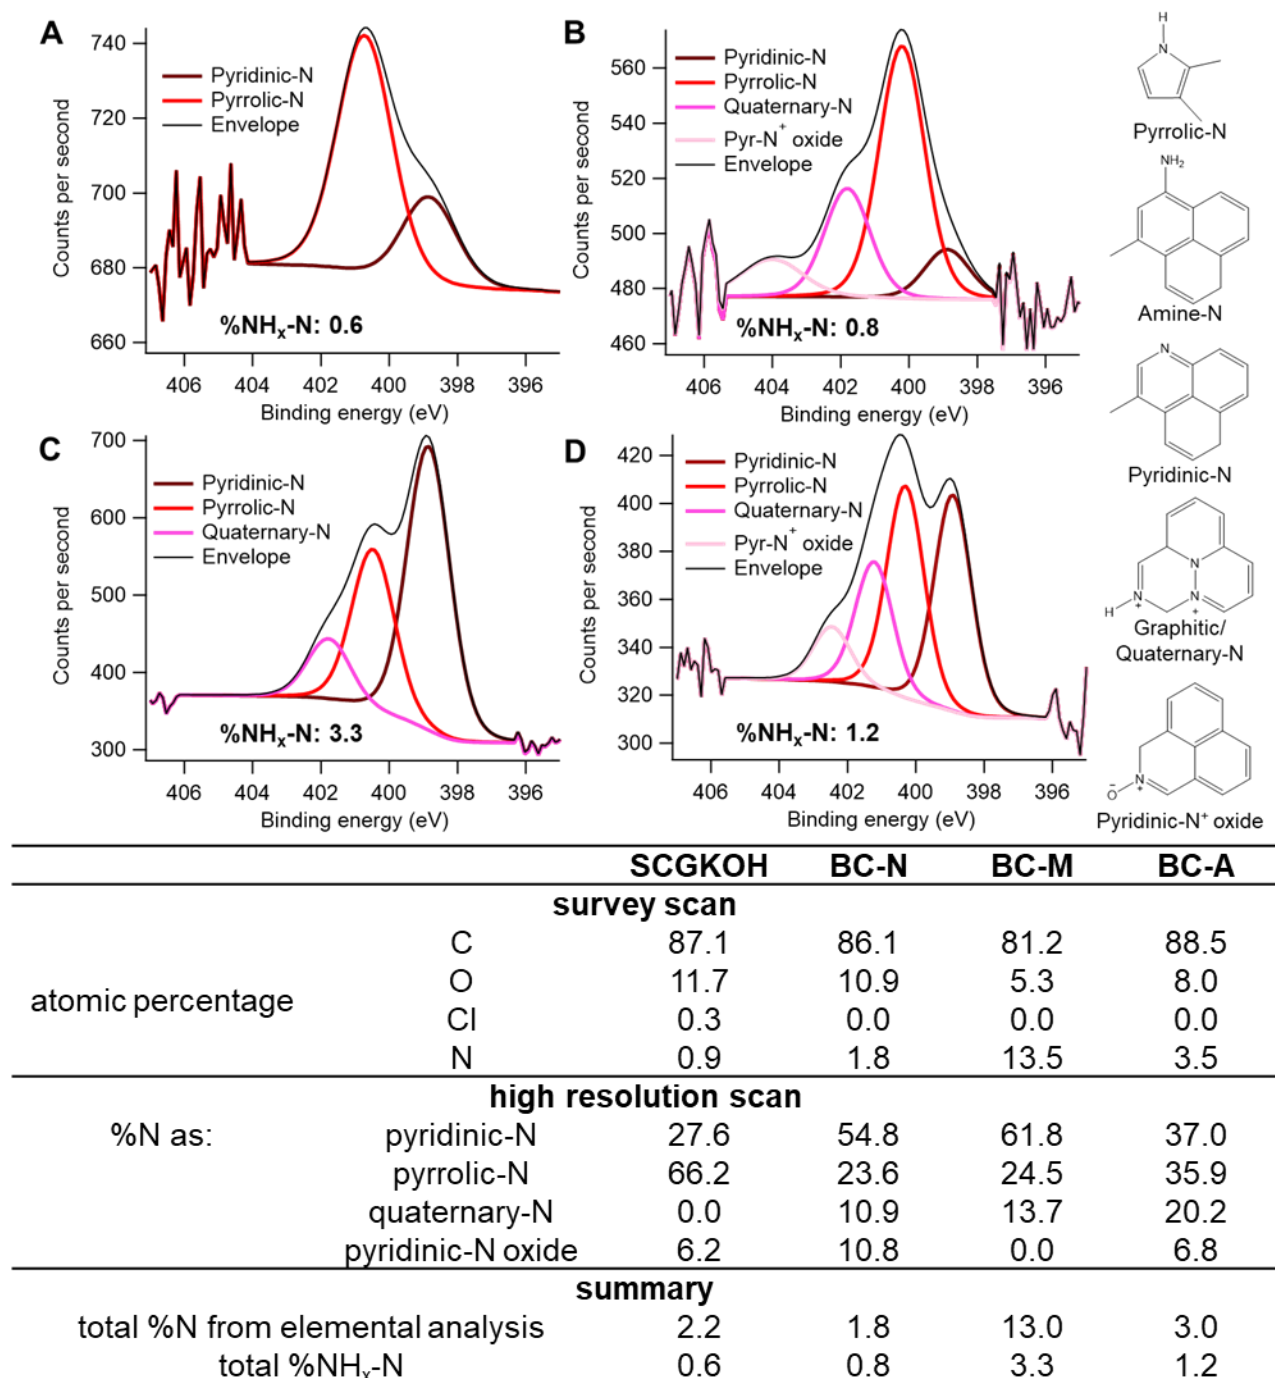 A
740
720
700
680
660
Counts per second
Pyridinic-N
Pyrrolic-N
Envelope
%NHx-N: 0.6
406 404 402 400 398 396
Binding energy (eV)
B
560
540
520
500
480
460
Counts per second
Pyridinic-N
Pyrrolic-N
Quaternary-N
Pyr-N+ oxide
Envelope
%NHx-N: 0.8
406 404 402 400 398 396
Binding energy (eV)
H
N
Pyrrolic-N
NH2
Amine-N
N
Pyridinic-N
N
H N+ N+
Graphitic/
Quaternary-N
-O N+
Pyridinic-N+ oxide
C
700
600
500
400
300
Counts per second
Pyridinic-N
Pyrrolic-N
Quaternary-N
Envelope
%NHx-N: 3.3
406 404 402 400 398 396
Binding energy (eV)
D
420
400
380
360
340
320
300
Counts per second
Pyridinic-N
Pyrrolic-N
Quaternary-N
Pyr-N+ oxide
Envelope
%NHx-N: 1.2
406 404 402 400 398 396
Binding energy (eV)
SCGKOH BC-N BC-M BC-A
survey scan
atomic percentage
C 87.1 86.1 81.2 88.5
O 11.7 10.9 5.3 8.0
Cl 0.3 0.0 0.0 0.0
N 0.9 1.8 13.5 3.5
high resolution scan
%N as: pyridinic-N 27.6 54.8 61.8 37.0
pyrrolic-N 66.2 23.6 24.5 35.9
quaternary-N 0.0 10.9 13.7 20.2
pyridinic-N oxide 6.2 10.8 0.0 6.8
summary
total %N from elemental analysis 2.2 1.8 13.0 3.0
total %NHx-N 0.6 0.8 3.3 1.2